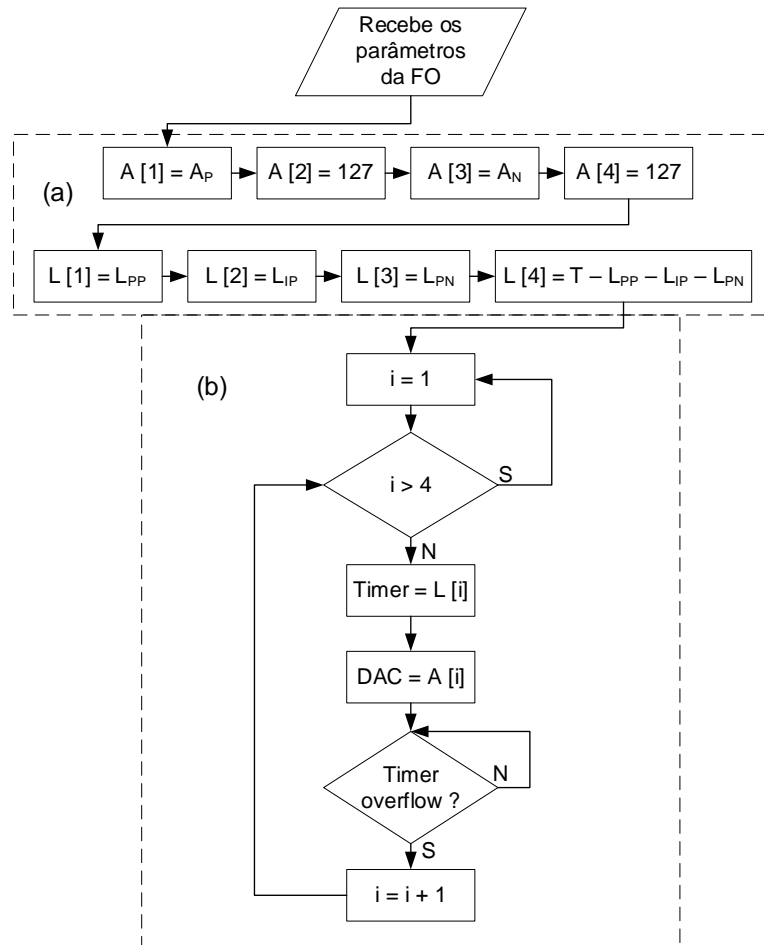 Recebe os
parâmetros
da FO
(a)
A [1] = AP
A [2] = 127
A [3] = AN
A [4] = 127
L [1] = LPP
L [2] = LIP
L [3] = LPN
L [4] = T – LPP – LIP – LPN
(b)
i = 1
i > 4
S
N
Timer = L [i]
DAC = A [i]
Timer
overflow ?
N
S
i = i + 1